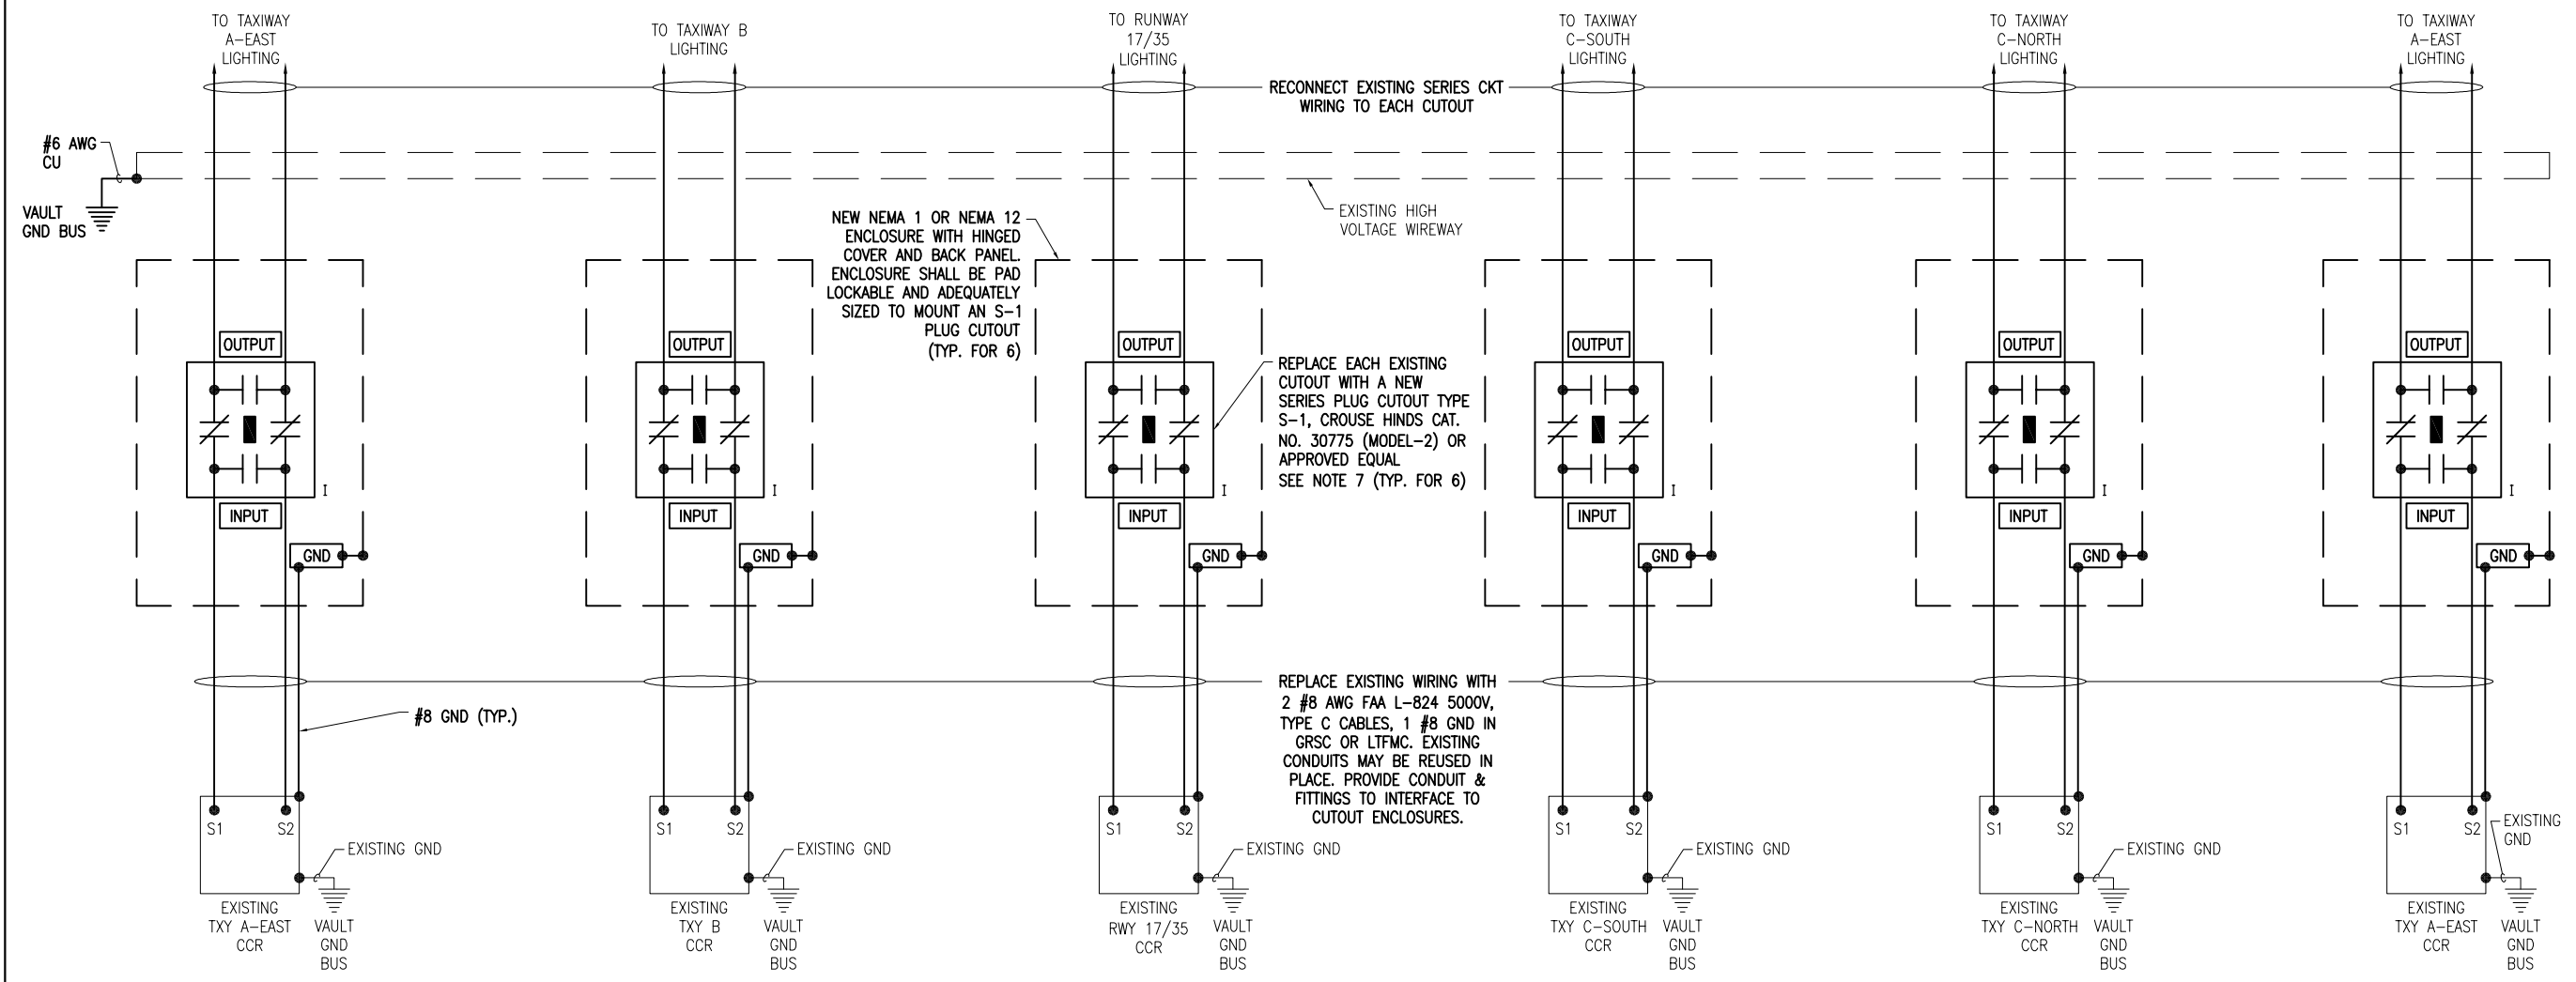 TO TAXIWAY
A-EAST
LIGHTING
TO TAXIWAY B
LIGHTING
TO RUNWAY
17/35
LIGHTING
TO TAXIWAY
C-SOUTH
LIGHTING
TO TAXIWAY
C-NORTH
LIGHTING
TO TAXIWAY
A-EAST
LIGHTING
RECONNECT EXISTING SERIES CKT
WIRING TO EACH CUTOUT
#6 AWG
CU
VAULT
GND BUS
EXISTING HIGH
VOLTAGE WIREWAY
NEW NEMA 1 OR NEMA 12
ENCLOSURE WITH HINGED
COVER AND BACK PANEL.
ENCLOSURE SHALL BE PAD
LOCKABLE AND ADEQUATELY
SIZED TO MOUNT AN S-1
PLUG CUTOUT
(TYP. FOR 6)
REPLACE EACH EXISTING
CUTOUT WITH A NEW
SERIES PLUG CUTOUT TYPE
S-1, CROUSE HINDS CAT.
NO. 30775 (MODEL-2) OR
APPROVED EQUAL
SEE NOTE 7 (TYP. FOR 6)
OUTPUT
OUTPUT
OUTPUT
OUTPUT
OUTPUT
OUTPUT
I
I
I
I
I
I
INPUT
INPUT
INPUT
INPUT
INPUT
INPUT
GND
GND
GND
GND
GND
GND
#8 GND (TYP.)
REPLACE EXISTING WIRING WITH
2 #8 AWG FAA L-824 5000V,
TYPE C CABLES, 1 #8 GND IN
GRSC OR LTFMC. EXISTING
CONDUITS MAY BE REUSED IN
PLACE. PROVIDE CONDUIT &
FITTINGS TO INTERFACE TO
CUTOUT ENCLOSURES.
S1 S2
S1 S2
S1 S2
S1 S2
S1 S2
S1 S2
EXISTING GND
EXISTING GND
EXISTING GND
EXISTING GND
EXISTING GND
EXISTING
GND
EXISTING
TXY A-EAST
CCR
VAULT
GND
BUS
EXISTING
TXY B
CCR
VAULT
GND
BUS
EXISTING
RWY 17/35
CCR
VAULT
GND
BUS
EXISTING
TXY C-SOUTH
CCR
VAULT
GND
BUS
EXISTING
TXY C-NORTH
CCR
VAULT
GND
BUS
EXISTING
TXY A-EAST
CCR
VAULT
GND
BUS